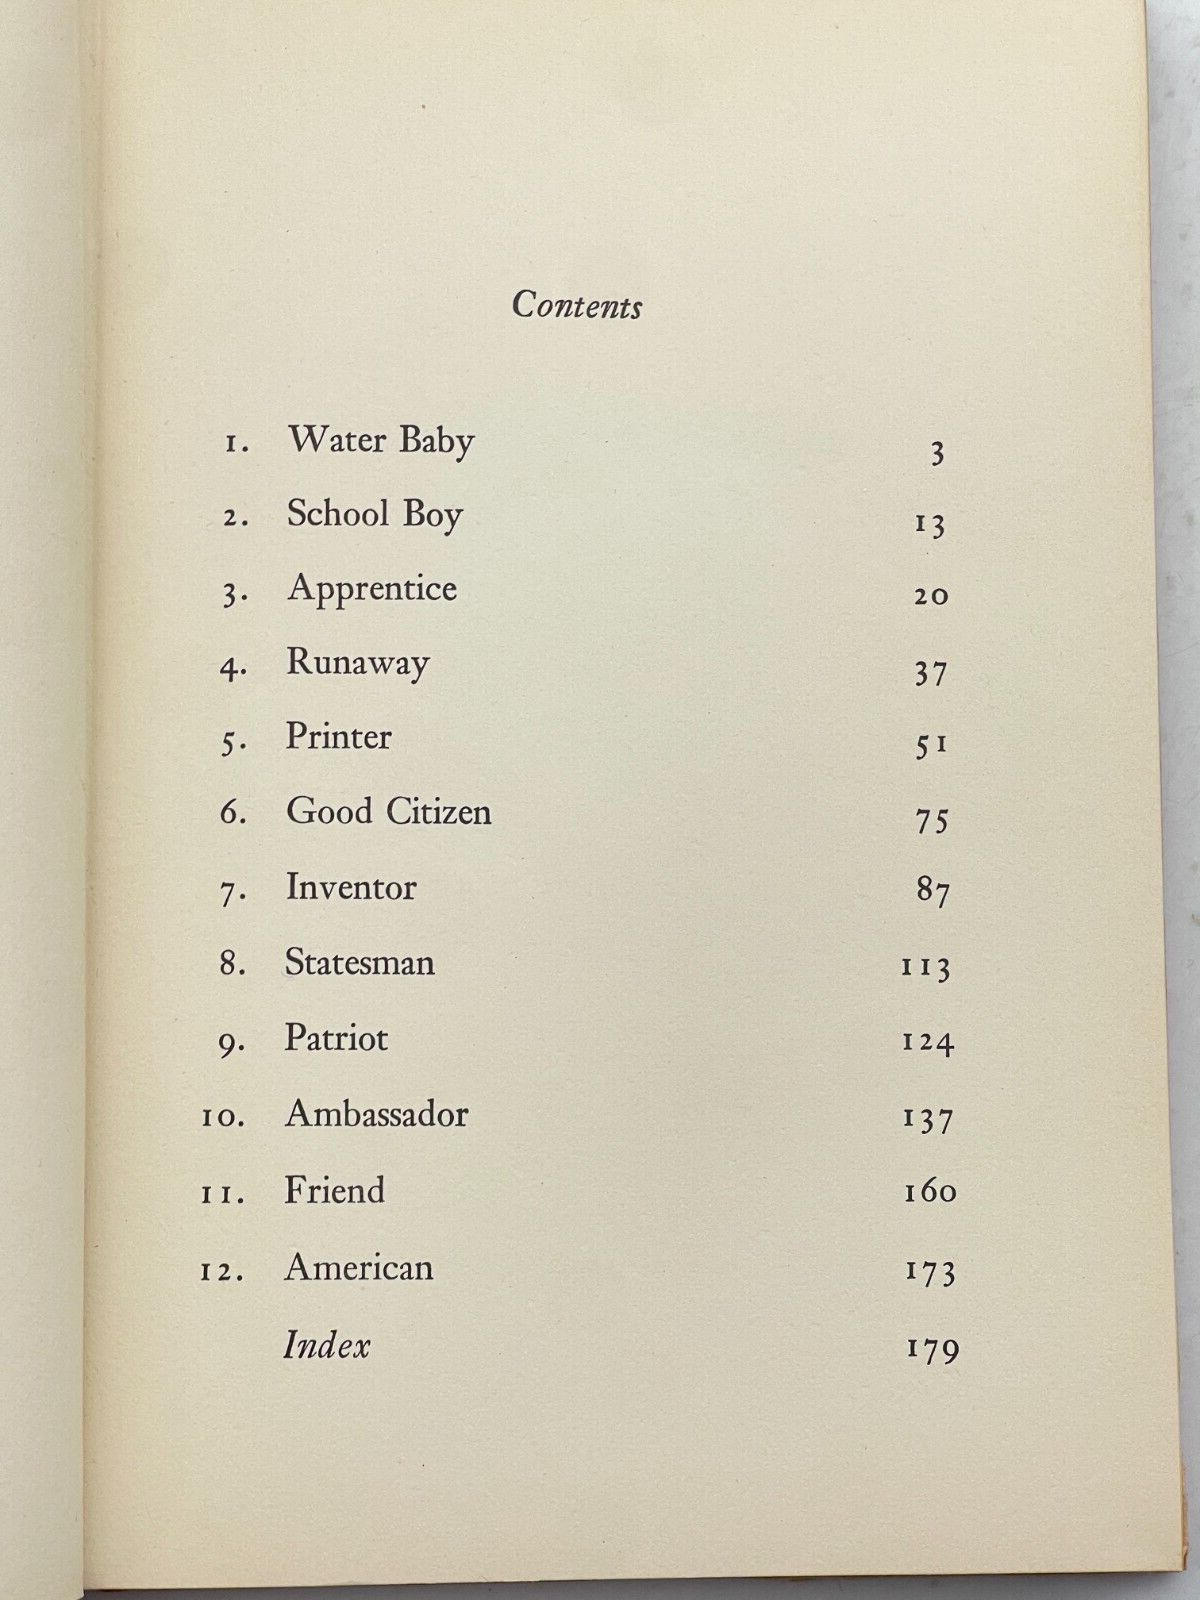 Contents
1. Water Baby 3
2. School Boy 13
3. Apprentice 20
4. Runaway 37
5. Printer 51
6. Good Citizen 75
7. Inventor 87
8. Statesman 113
9. Patriot 124
10. Ambassador 137
11. Friend 160
12. American 173
Index 179